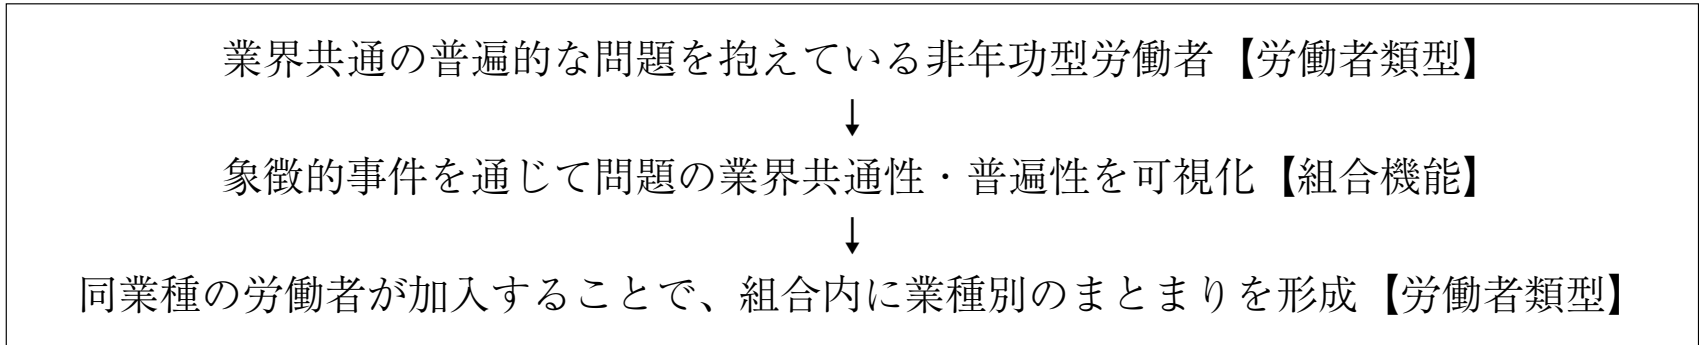 業界共通の普遍的な問題を抱えている非年功型労働者【労働者類型】
↓
象徴的事件を通じて問題の業界共通性・普遍性を可視化【組合機能】
↓
同業種の労働者が加入することで、組合内に業種別のまとまりを形成【労働者類型】